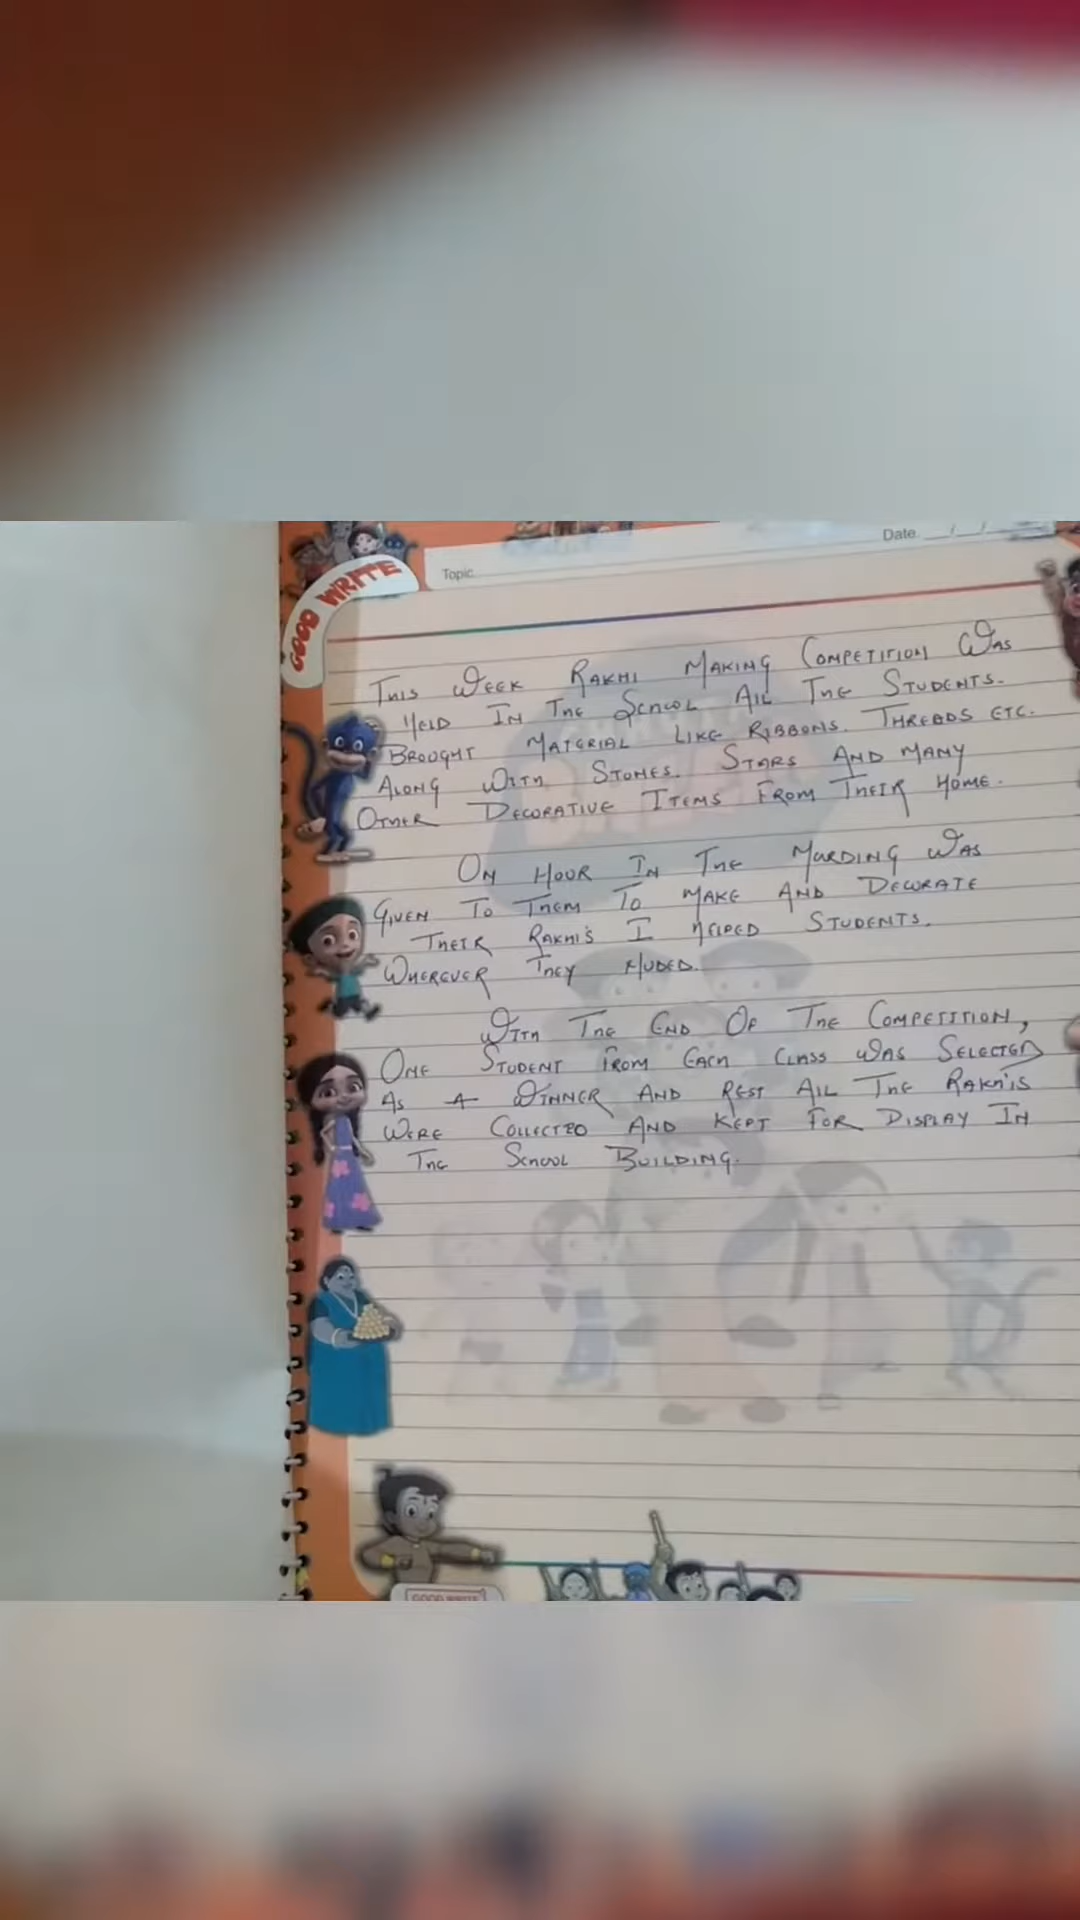 Date
Topic
GOOD WRITE
THIS WEEK RAKHI MAKING COMPETITION WAS
HELD IN THE SCHOOL ALL THE STUDENTS.
BROUGHT MATERIAL LIKE RIBBONS. THREADS ETC.
ALONG WITH STONES. STARS AND MANY
OTHER DECORATIVE ITEMS FROM THEIR HOME.
ON HOUR IN THE WAS
GIVEN TO THEM TO MAKE AND DECORATE
THEIR RAKHI'S I HELPED STUDENTS.
WHEREVER THEY
WITH THE END OF THE COMPETITION,
ONE STUDENT FROM EACH CLASS WAS SELECTED
AS A WINNER AND REST ALL THE RAKHI'S
WERE COLLECTED AND KEPT FOR DISPLAY IN
THE SCHOOL BUILDING.
GOOD WRITE